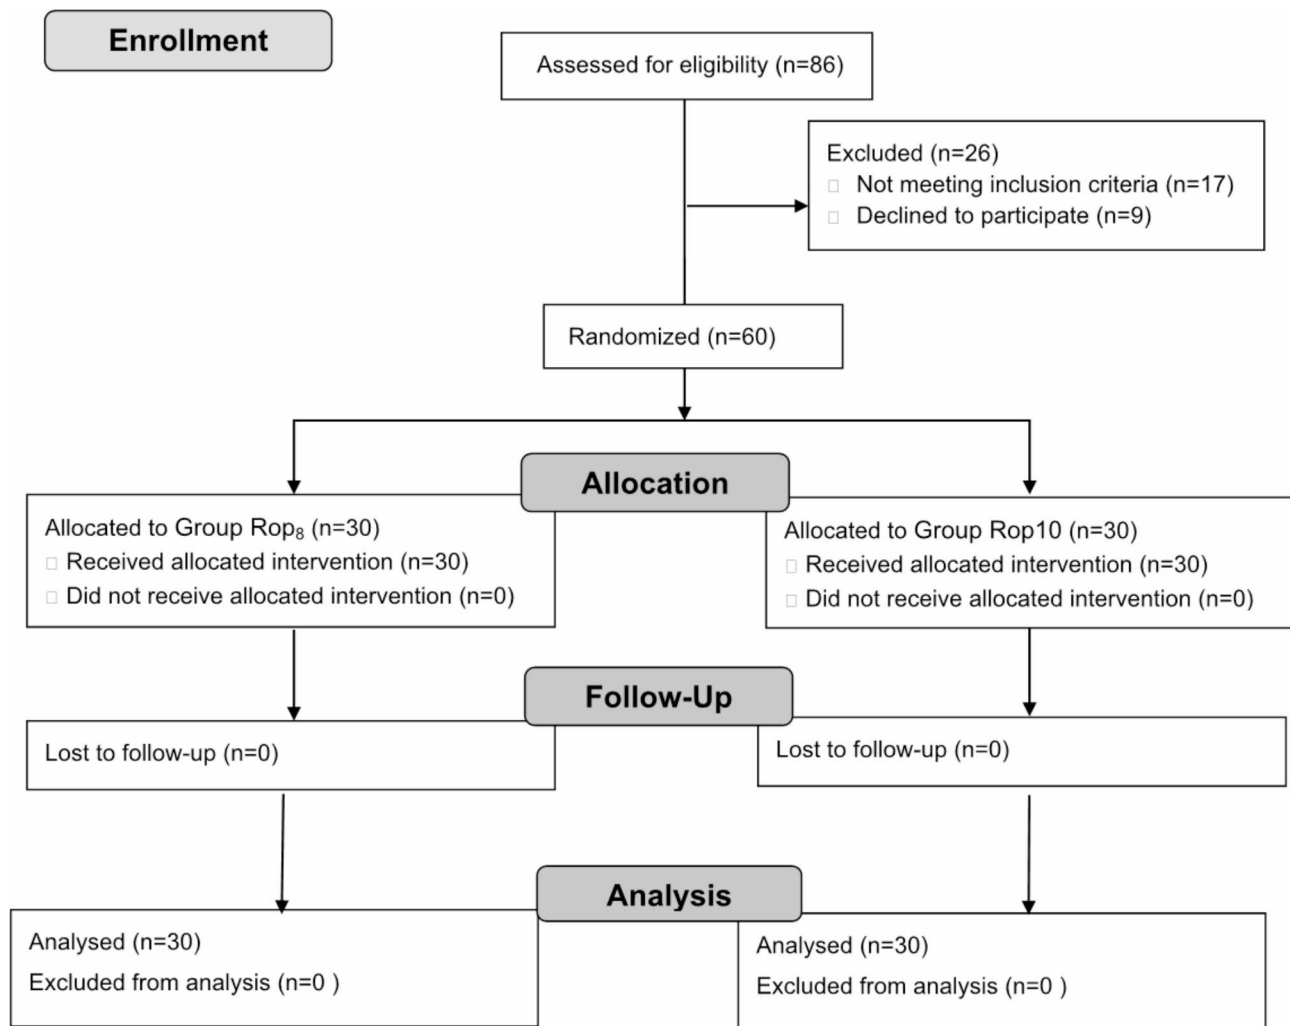 Enrollment
Assessed for eligibility (n=86)
Excluded (n=26)
Not meeting inclusion criteria (n=17)
Declined to participate (n=9)
Randomized (n=60)
Allocation
Allocated to Group Rop₈ (n=30)
Received allocated intervention (n=30)
Did not receive allocated intervention (n=0)
Allocated to Group Rop10 (n=30)
Received allocated intervention (n=30)
Did not receive allocated intervention (n=0)
Follow-Up
Lost to follow-up (n=0)
Lost to follow-up (n=0)
Analysis
Analysed (n=30)
Excluded from analysis (n=0 )
Analysed (n=30)
Excluded from analysis (n=0 )